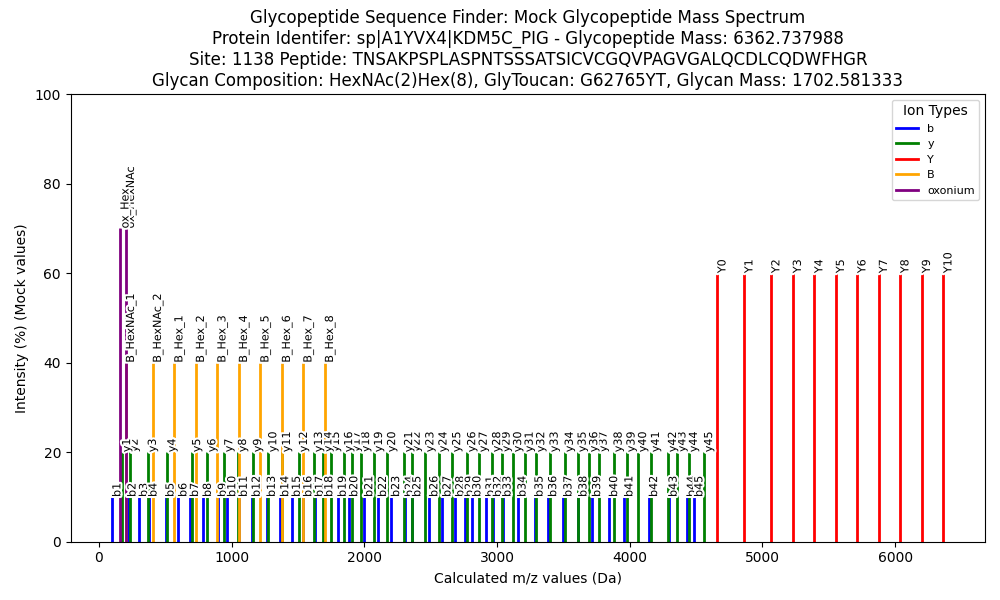 Glycopeptide Sequence Finder: Mock Glycopeptide Mass Spectrum
Protein Identifer: sp|A1YVX4|KDM5C_PIG - Glycopeptide Mass: 6362.737988
Site: 1138 Peptide: TNSAKPSPLASPNTSSSATSICVCGQVPAGVGALQCDLCQDWFHGR
Glycan Composition: HexNAc(2)Hex(8), GlyToucan: G62765YT, Glycan Mass: 1702.581333
Intensity (%) (Mock values)
100
80
60
40
20
0
Ion Types
b
y
Y
B
oxonium
ox_Hex
ox_HexNAc
Y0 Y1 Y2 Y3 Y4 Y5 Y6 Y7 Y8 Y9 Y10
B_HexNAc_1 B_HexNAc_2 B_Hex_1 B_Hex_2 B_Hex_3 B_Hex_4 B_Hex_5 B_Hex_6 B_Hex_7 B_Hex_8
y1 y2 y3 y4 y5 y6 y7 y8 y9 y10 y11 y12 y13 y14 y15 y16 y17 y18 y19 y20 y21 y22 y23 y24 y25 y26 y27 y28 y29 y30 y31 y32 y33 y34 y35 y36 y37 y38 y39 y40 y41 y42 y43 y44 y45
b1 b2 b3 b4 b5 b6 b7 b8 b9 b10 b11 b12 b13 b14 b15 b16 b17 b18 b19 b20 b21 b22 b23 b24 b25 b26 b27 b28 b29 b30 b31 b32 b33 b34 b35 b36 b37 b38 b39 b40 b41 b42 b43 b44 b45
0 1000 2000 3000 4000 5000 6000
Calculated m/z values (Da)